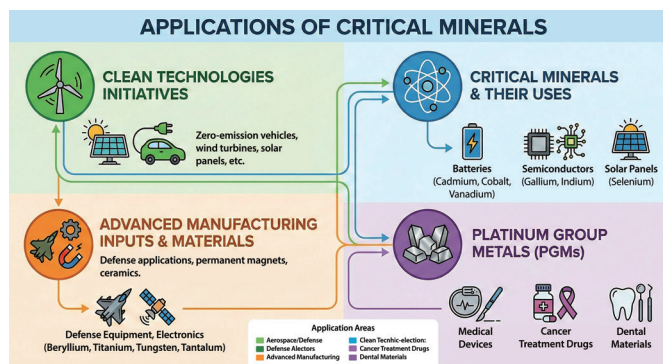 APPLICATIONS OF CRITICAL MINERALS
CLEAN TECHNOLOGIES
INITIATIVES
Zero-emission vehicles,
wind turbines, solar
panels, etc.
CRITICAL MINERALS
& THEIR USES
Batteries
(Cadmium, Cobalt,
Vanadium)
Semiconductors
(Gallium, Indium)
Solar Panels
(Selenium)
ADVANCED MANUFACTURING
INPUTS & MATERIALS
Defense applications, permanent magnets,
ceramics.
Defense Equipment, Electronics
(Beryllium, Titanium, Tungsten, Tantalum)
PLATINUM GROUP
METALS (PGMs)
Medical
Devices
Cancer
Treatment Drugs
Dental
Materials
Application Areas
Aerospace/Defense
Defense Alectors
Advanced Manufacturing
Clean Tecnhic-election:
Cancer Treatment Drugs
Dental Materials